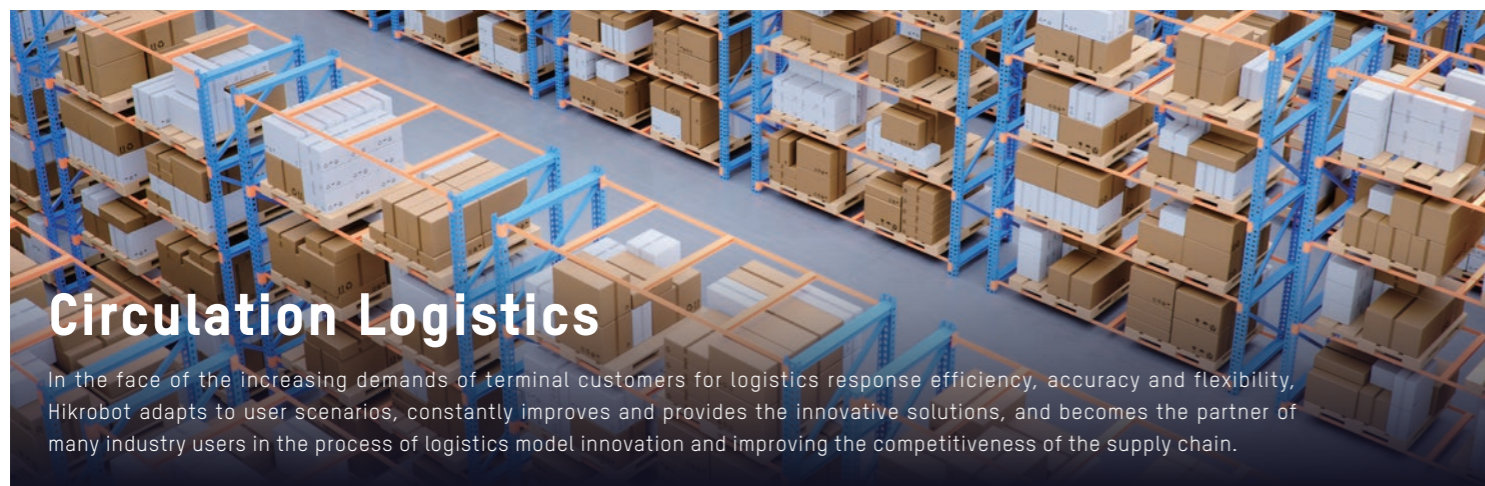 Circulation Logistics
In the face of the increasing demands of terminal customers for logistics response efficiency, accuracy and flexibility,
Hikrobot adapts to user scenarios, constantly improves and provides the innovative solutions, and becomes the partner of
many industry users in the process of logistics model innovation and improving the competitiveness of the supply chain.